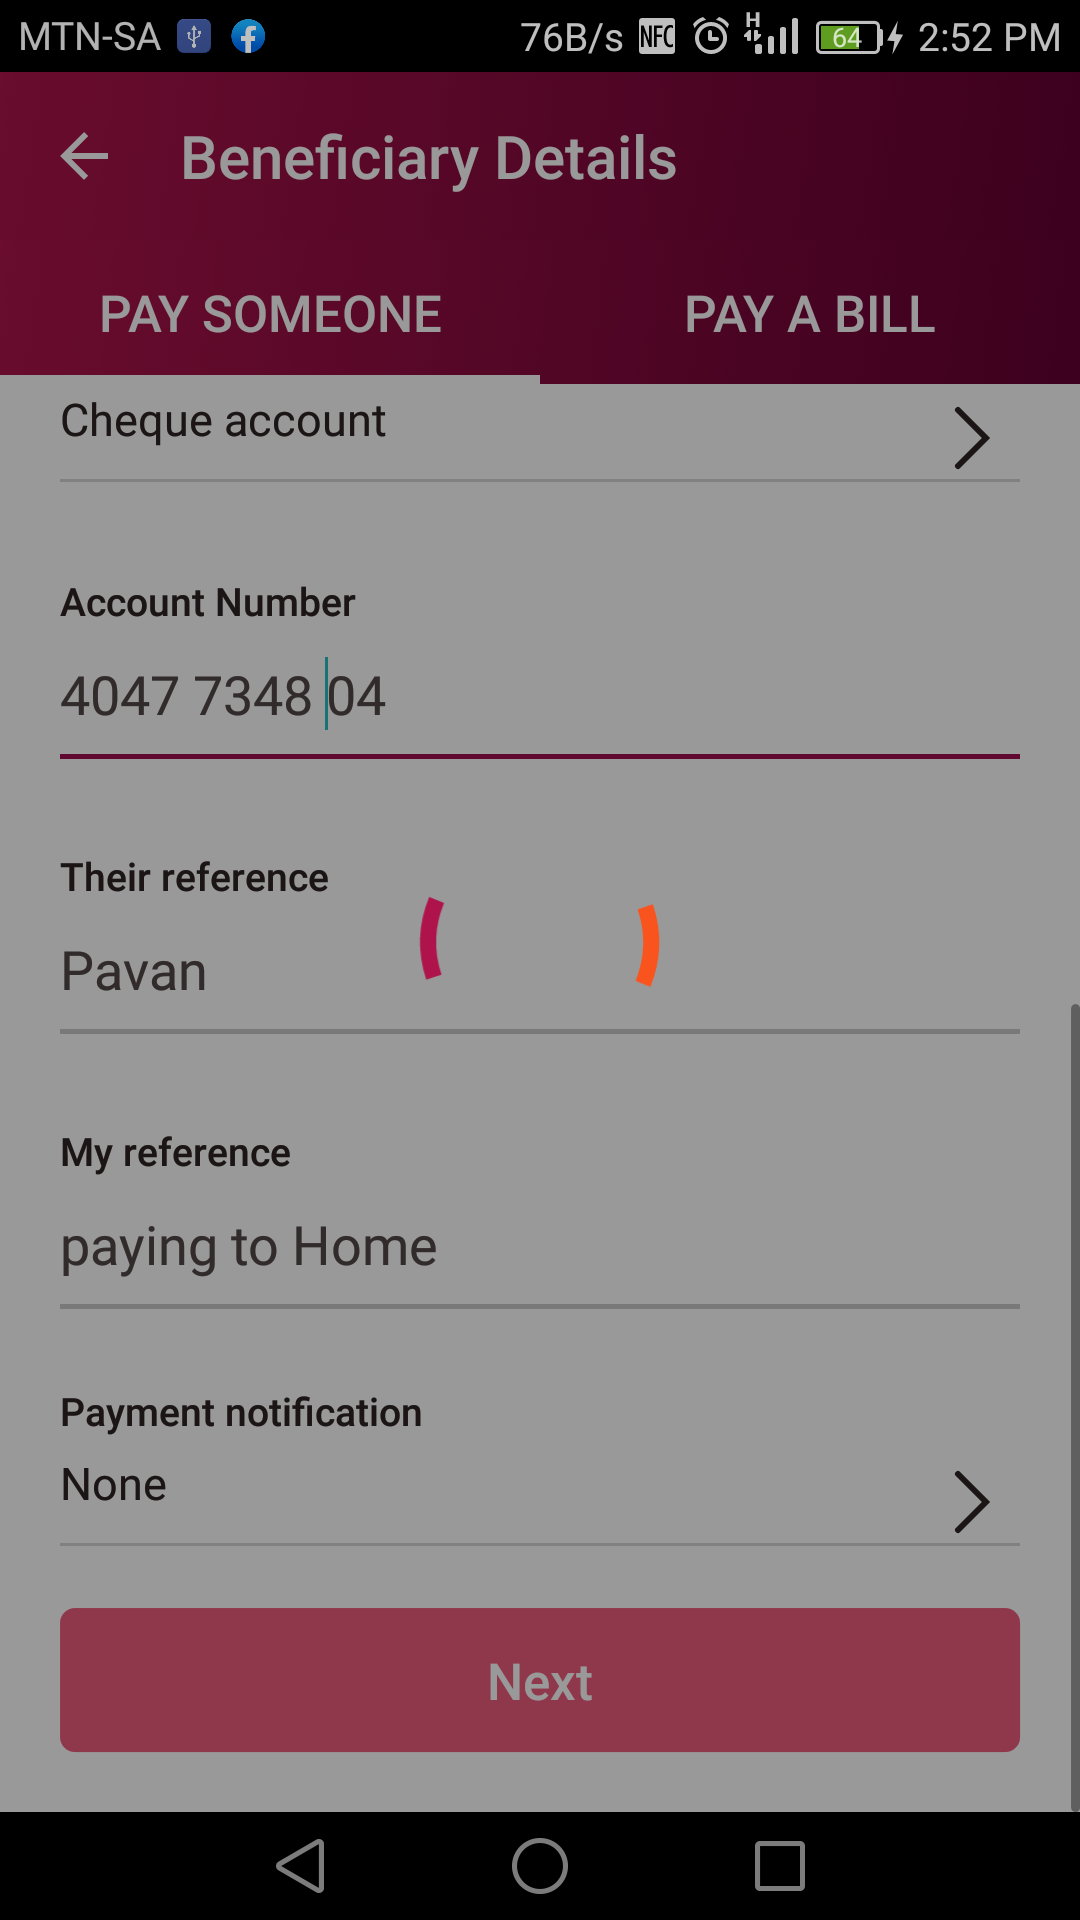 MTN-SA 76B/s NFC H 64 2:52 PM
Beneficiary Details
PAY SOMEONE PAY A BILL
Cheque account
Account Number
4047 7348 04
Their reference
Pavan
My reference
paying to Home
Payment notification
None
Next